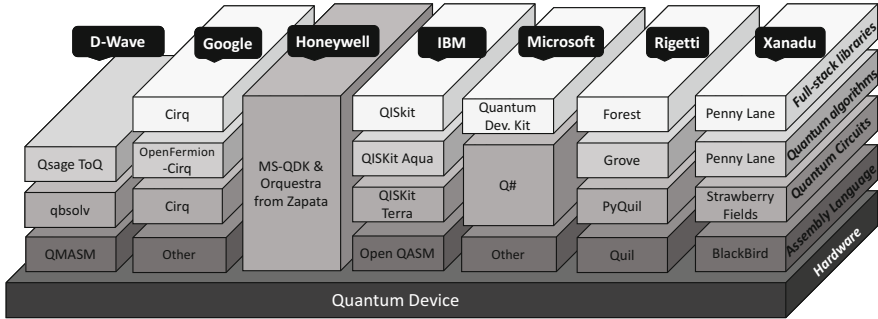 D-Wave
Google
Honeywell
IBM
Microsoft
Rigetti
Xanadu
Full-stack libraries
Quantum algorithms
Quantum Circuits
Assembly Language
Hardware
Cirq
QISkit
Quantum
Dev. Kit
Forest
Penny Lane
Qsage ToQ
OpenFermion
-Cirq
MS-QDK &
Orquestra
from Zapata
QISKit Aqua
Q#
Grove
Penny Lane
qbsolv
Cirq
QISKit
Terra
PyQuil
Strawberry
Fields
QMASM
Other
Open QASM
Other
Quil
BlackBird
Quantum Device